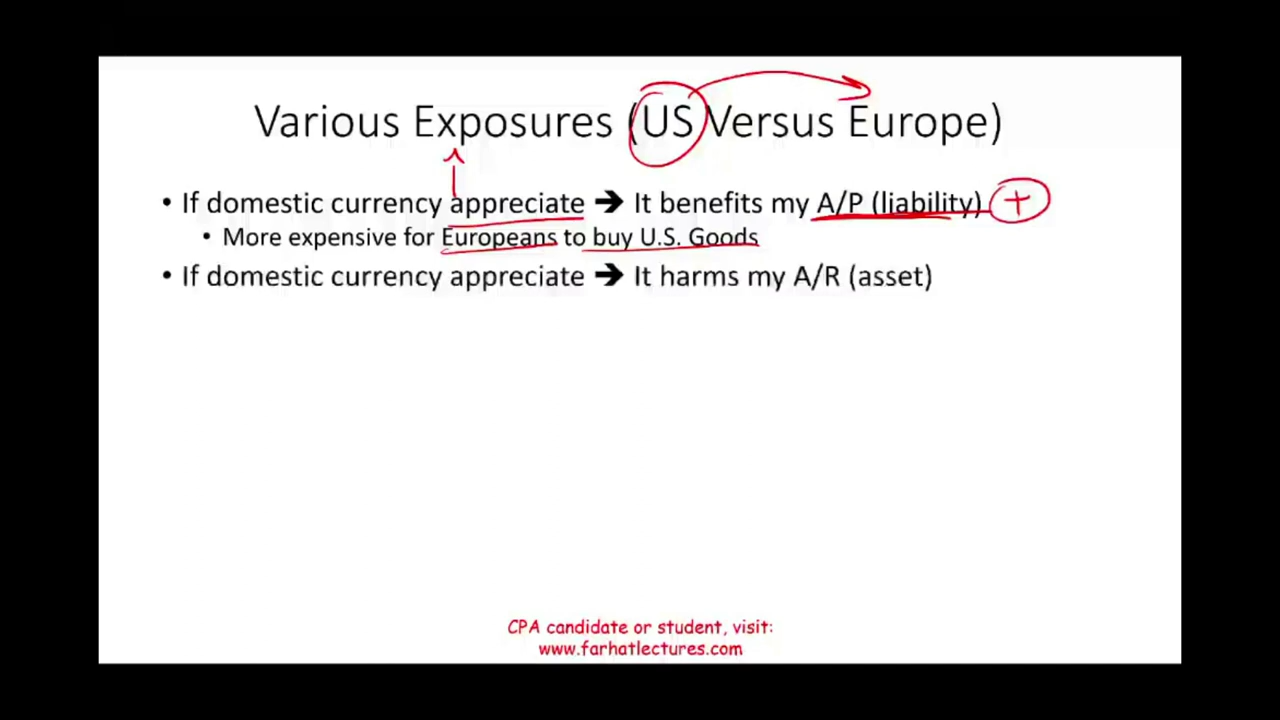 Various Exposures (US Versus Europe)
• If domestic currency appreciate ➔ It benefits my A/P (liability) +
• More expensive for Europeans to buy U.S. Goods
• If domestic currency appreciate ➔ It harms my A/R (asset)
CPA candidate or student, visit:
www.farhatlectures.com